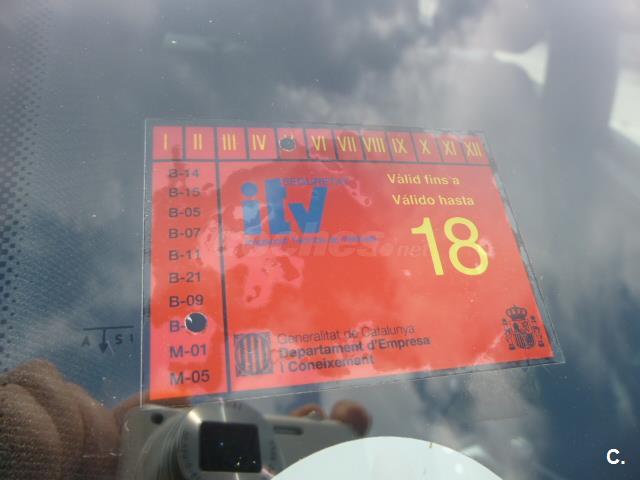 I II III IV V VI VII VIII IX X XI XII
B-14
B-15
B-05
B-07
B-11
B-21
B-09
B-
M-01
M-05
SEGURETAT
itv
Vàlid fins a
Válido hasta
18
Generalitat de Catalunya
Departament d'Empresa
i Coneixement
A S I
C.